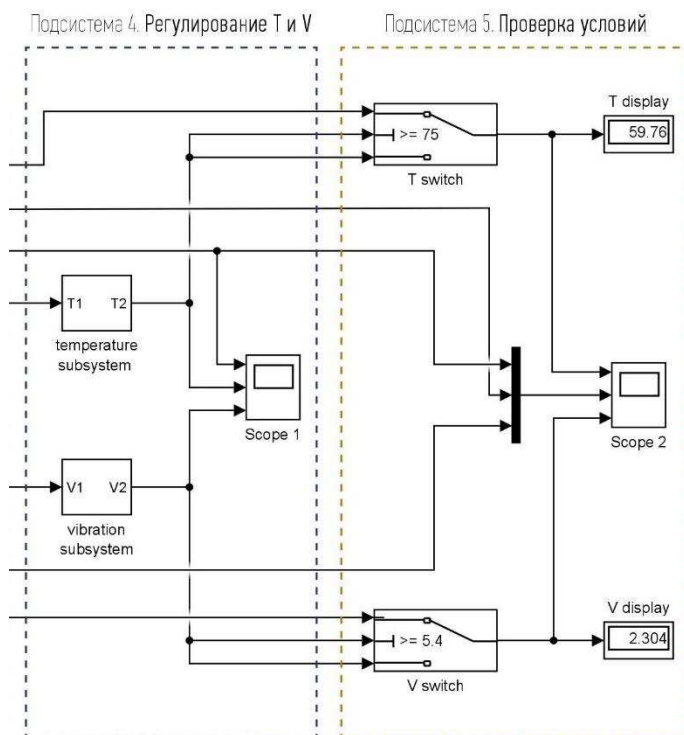 Подсистема 4. Регулирование T и V
Подсистема 5. Проверка условий
T display
59.76
>= 75
T switch
T1 T2
temperature
subsystem
Scope 1
Scope 2
V1 V2
vibration
subsystem
V display
2.304
>= 5.4
V switch